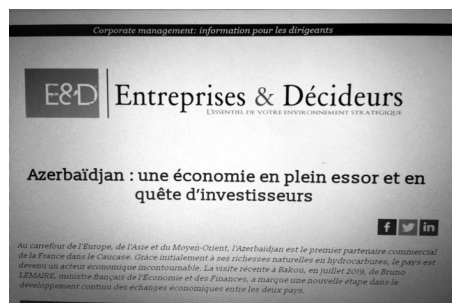 Corporate management: information pour les dirigeants
E&D Entreprises & Décideurs
L'ESSENTIEL DE VOTRE ENVIRONNEMENT STRATEGIQUE
Azerbaïdjan : une économie en plein essor et en
quête d'investisseurs
f in
Au carrefour de l'Europe, de l'Asie et du Moyen-Orient, l'Azerbaïdjan est le premier partenaire commercial
de la France dans le Caucase. Grâce initialement à ses richesses naturelles en hydrocarbures, le pays est
devenu un acteur économique incontournable. La visite récente à Bakou, en juillet 2019, de Bruno
LEMAIRE, ministre français de l'Économie et des Finances, a marque une nouvelle étape dans le
développement continu des échanges économiques entre les deux pays.